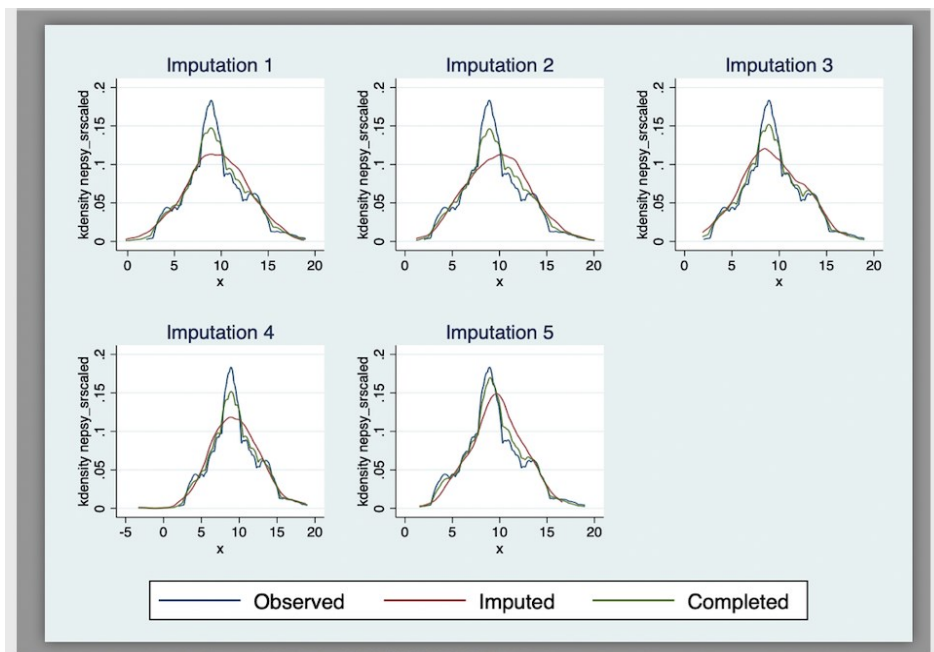 Imputation 1
kdensity nepsy_srscaled
0 .05 .1 .15 .2
0 5 10 15 20
x
Imputation 2
kdensity nepsy_srscaled
0 .05 .1 .15 .2
0 5 10 15 20
x
Imputation 3
kdensity nepsy_srscaled
0 .05 .1 .15 .2
0 5 10 15 20
x
Imputation 4
kdensity nepsy_srscaled
0 .05 .1 .15 .2
-5 0 5 10 15 20
x
Imputation 5
kdensity nepsy_srscaled
0 .05 .1 .15 .2
0 5 10 15 20
x
Observed Imputed Completed